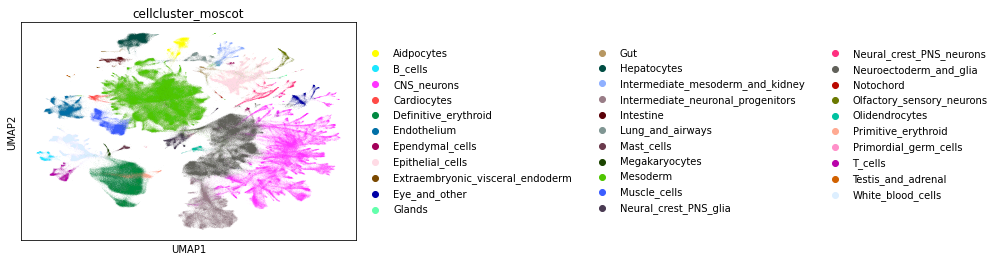 cellcluster_moscot
UMAP2
UMAP1
Aidpocytes
B_cells
CNS_neurons
Cardiocytes
Definitive_erythroid
Endothelium
Ependymal_cells
Epithelial_cells
Extraembryonic_visceral_endoderm
Eye_and_other
Glands
Gut
Hepatocytes
Intermediate_mesoderm_and_kidney
Intermediate_neuronal_progenitors
Intestine
Lung_and_airways
Mast_cells
Megakaryocytes
Mesoderm
Muscle_cells
Neural_crest_PNS_glia
Neural_crest_PNS_neurons
Neuroectoderm_and_glia
Notochord
Olfactory_sensory_neurons
Olidendrocytes
Primitive_erythroid
Primordial_germ_cells
T_cells
Testis_and_adrenal
White_blood_cells